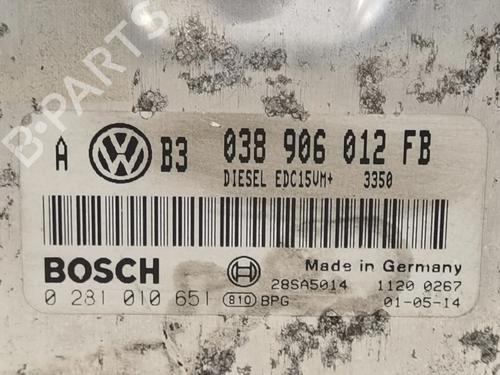 B-PARTS
A VW B3 038 906 012 FB
DIESEL EDC15VM+ 3350
BOSCH Made in Germany
28SA5014 1120 0267
0 281 010 651 810 BPG 01-05-14